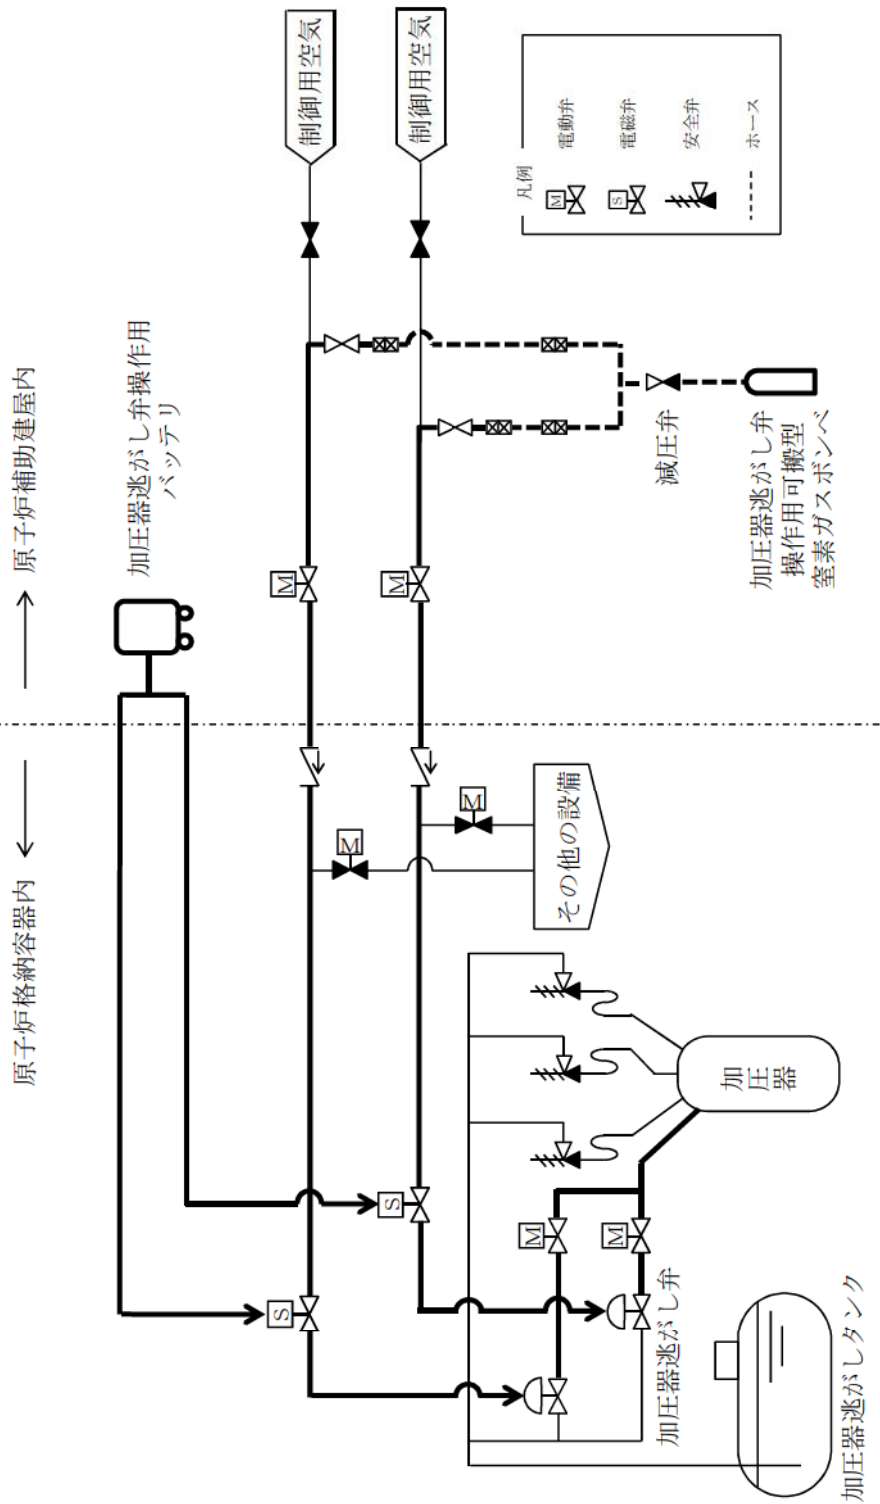 原子炉格納容器内
原子炉補助建屋内
加圧器逃がし弁操作用
バッテリ
制御用空気
制御用空気
M
M
M
M
S
S
M
M
その他の設備
加圧器
加圧器逃がし弁
加圧器逃がしタンク
減圧弁
加圧器逃がし弁
操作用可搬型
窒素ガスボンベ
凡例
M
電動弁
S
電磁弁
安全弁
ホース